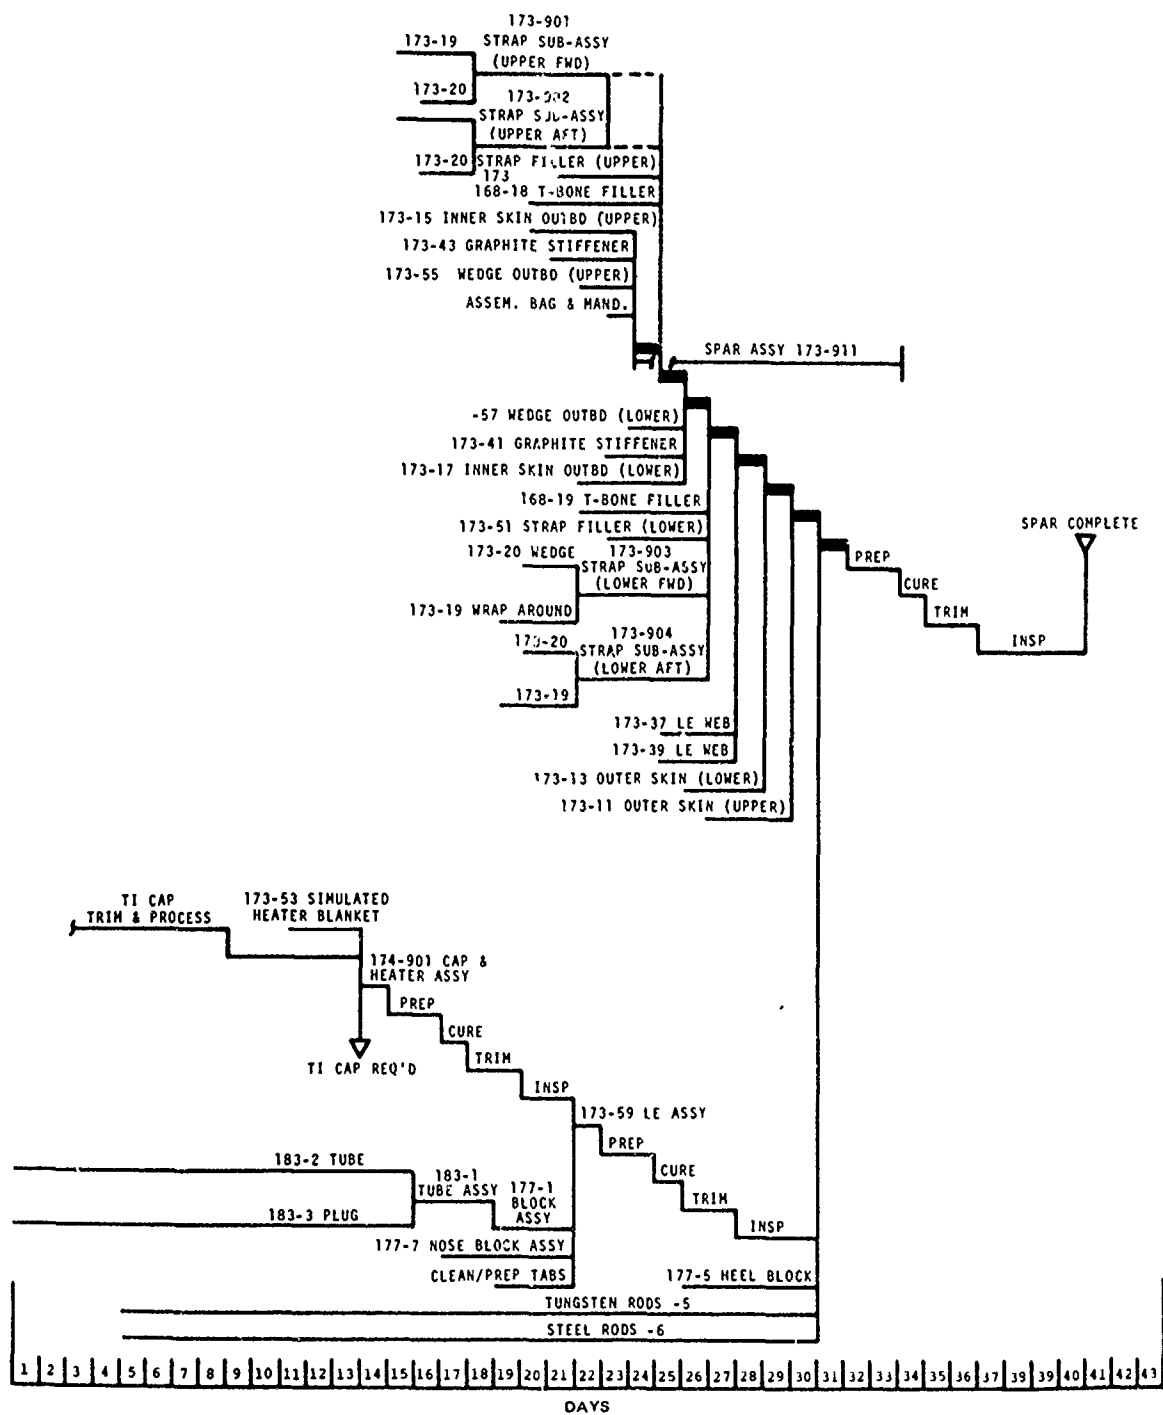 173-901
173-19 STRAP SUB-ASSY
(UPPER FWD)
173-20
STRAP SUB-ASSY
(UPPER AFT)
173-20 STRAP FILLER (UPPER)
173
168-18 T-BONE FILLER
173-15 INNER SKIN OUTBD (UPPER)
173-43 GRAPHITE STIFFENER
173-55 WEDGE OUTBD (UPPER)
ASSEM. BAG & MAND.
SPAR ASSY 173-911
-57 WEDGE OUTBD (LOWER)
173-41 GRAPHITE STIFFENER
173-17 INNER SKIN OUTBD (LOWER)
168-19 T-BONE FILLER
173-51 STRAP FILLER (LOWER)
173-20 WEDGE
173-903
STRAP SUB-ASSY
(LOWER FWD)
173-19 WRAP AROUND
173-904
173-20
STRAP SUB-ASSY
(LOWER AFT)
173-19
SPAR COMPLETE
PREP
CURE
TRIM
INSP
173-37 LE WEB
173-39 LE WEB
173-13 OUTER SKIN (LOWER)
173-11 OUTER SKIN (UPPER)
TI CAP
TRIM & PROCESS
173-53 SIMULATED
HEATER BLANKET
174-901 CAP &
HEATER ASSY
PREP
CURE
TRIM
INSP
TI CAP REQ'D
173-59 LE ASSY
PREP
CURE
TRIM
INSP
183-2 TUBE
183-1
TUBE ASSY
177-1
BLOCK
ASSY
183-3 PLUG
177-7 NOSE BLOCK ASSY
CLEAN/PREP TABS
177-5 HEEL BLOCK
TUNGSTEN RODS -5
STEEL RODS -6
1 2 3 4 5 6 7 8 9 10 11 12 13 14 15 16 17 18 19 20 21 22 23 24 25 26 27 28 29 30 31 32 33 34 35 36 37 39 39 40 41 42 43
DAYS